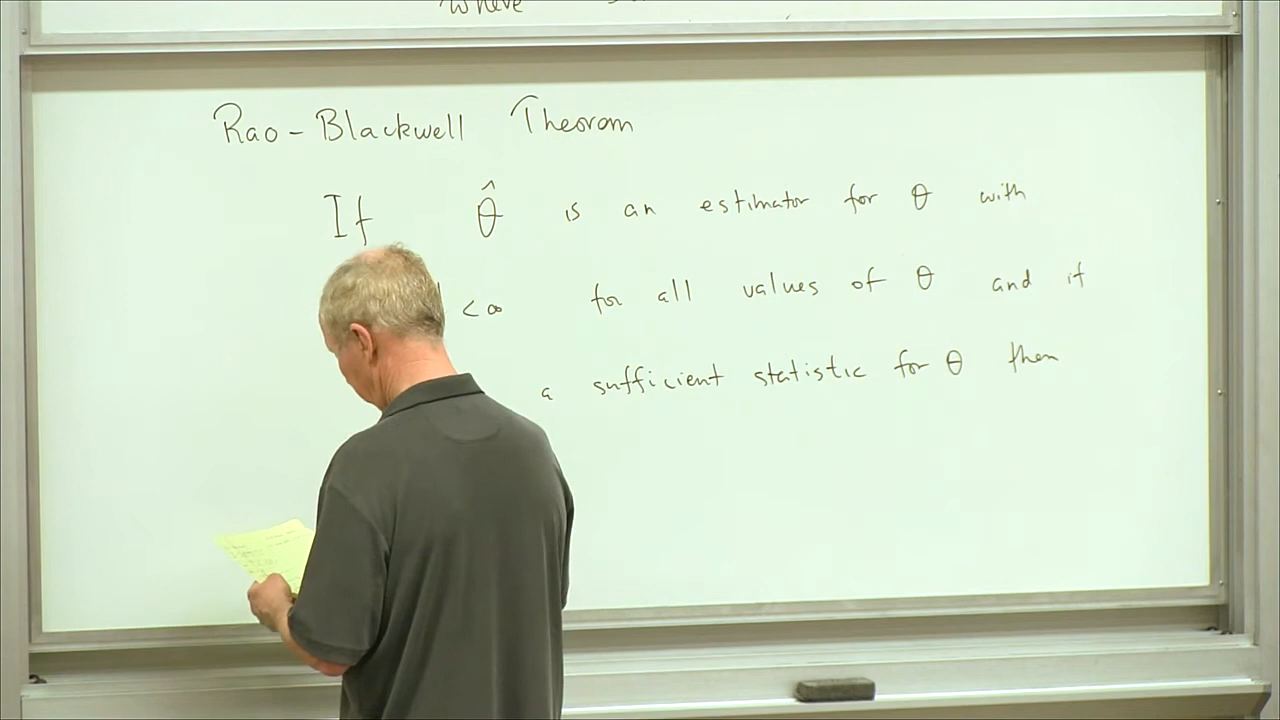 where
Rao - Blackwell Theoram
If θ̂ is an estimator for θ with
< ∞ for all values of θ and if
a sufficient statistic for θ then